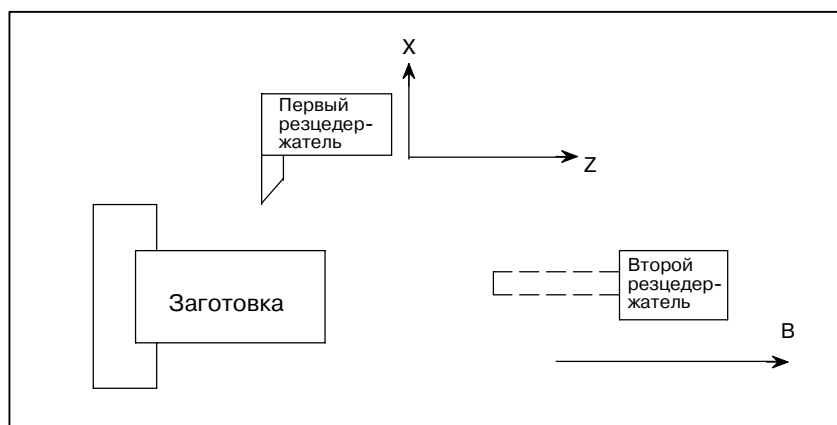 X
Первый
резцедер-
жатель
Z
Заготовка
Второй
резцедер-
жатель
B